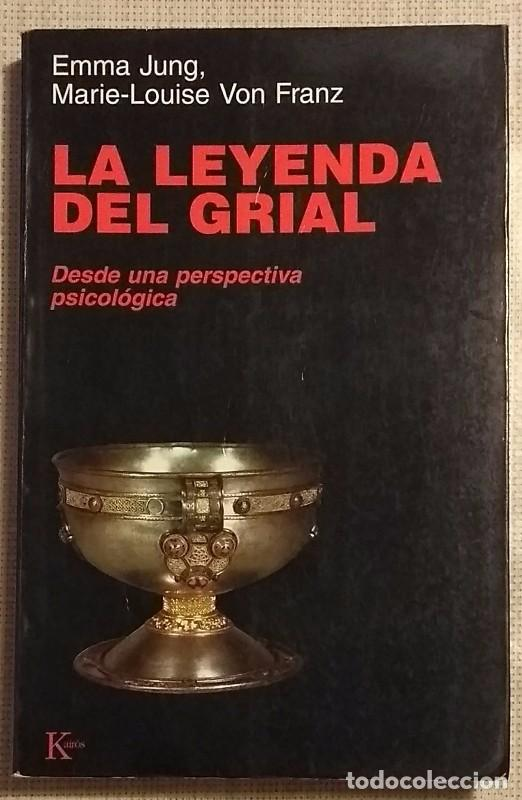 Emma Jung,
Marie-Louise Von Franz
LA LEYENDA
DEL GRIAL
Desde una perspectiva
psicológica
Kairós
todocoleccion